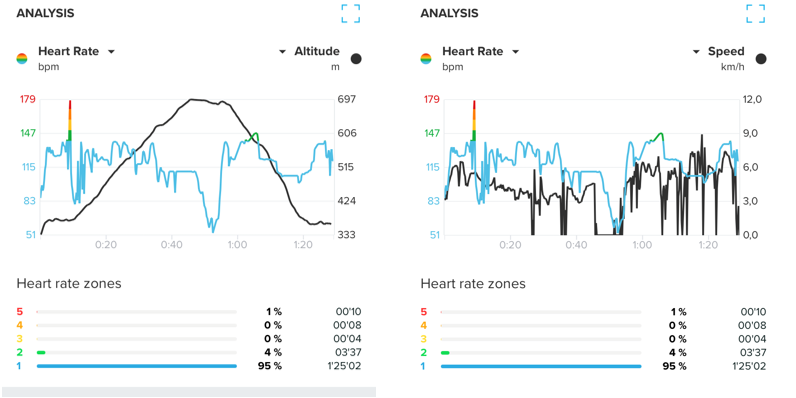 ANALYSIS
Heart Rate
Altitude
bpm
m
179
697
147
606
115
515
83
424
51
333
0:20
0:40
1:00
1:20
Heart rate zones
5 1 % 00'10
4 0 % 00'08
3 0 % 00'04
2 4 % 03'37
1 95 % 1'25'02
ANALYSIS
Heart Rate
Speed
bpm
km/h
179
12,0
147
9,0
115
6,0
83
3,0
51
0,0
0:20
0:40
1:00
1:20
Heart rate zones
5 1 % 00'10
4 0 % 00'08
3 0 % 00'04
2 4 % 03'37
1 95 % 1'25'02